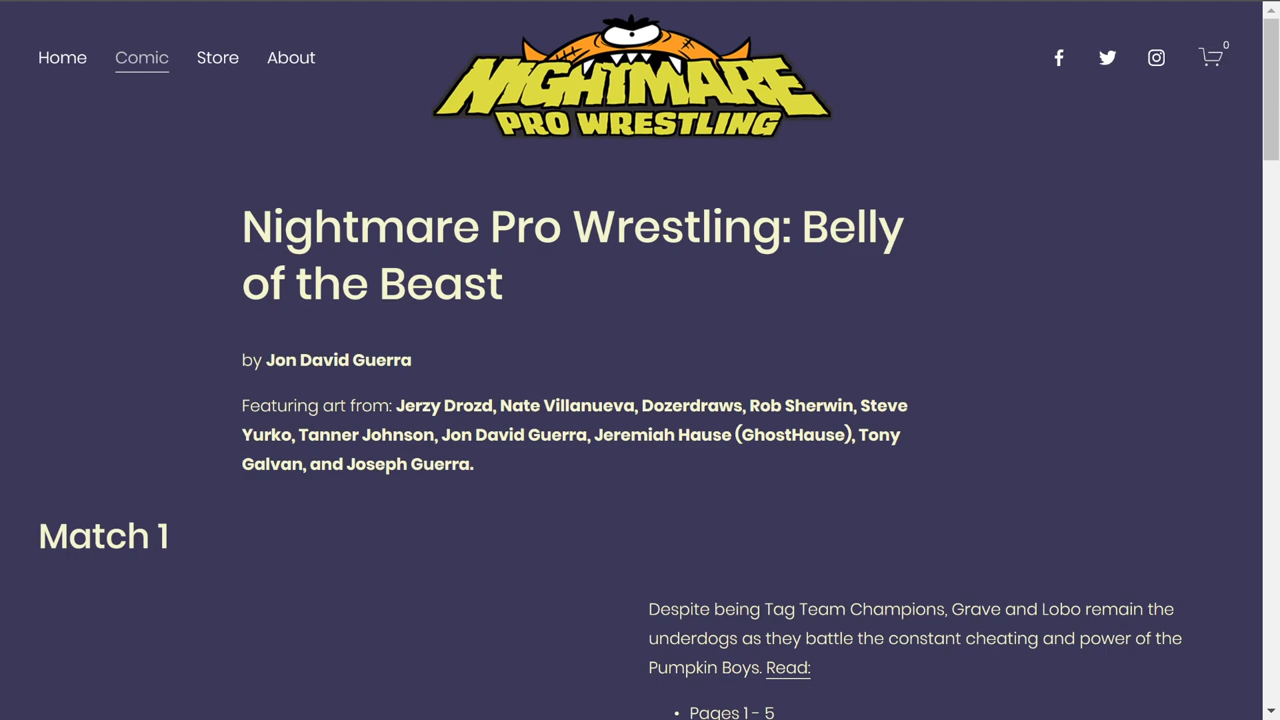 Home Comic Store About
NIGHTMARE
PRO WRESTLING
0
Nightmare Pro Wrestling: Belly
of the Beast
by Jon David Guerra
Featuring art from: Jerzy Drozd, Nate Villanueva, Dozerdraws, Rob Sherwin, Steve
Yurko, Tanner Johnson, Jon David Guerra, Jeremiah Hause (GhostHause), Tony
Galvan, and Joseph Guerra.
Match 1
Despite being Tag Team Champions, Grave and Lobo remain the
underdogs as they battle the constant cheating and power of the
Pumpkin Boys. Read:
• Pages 1 - 5